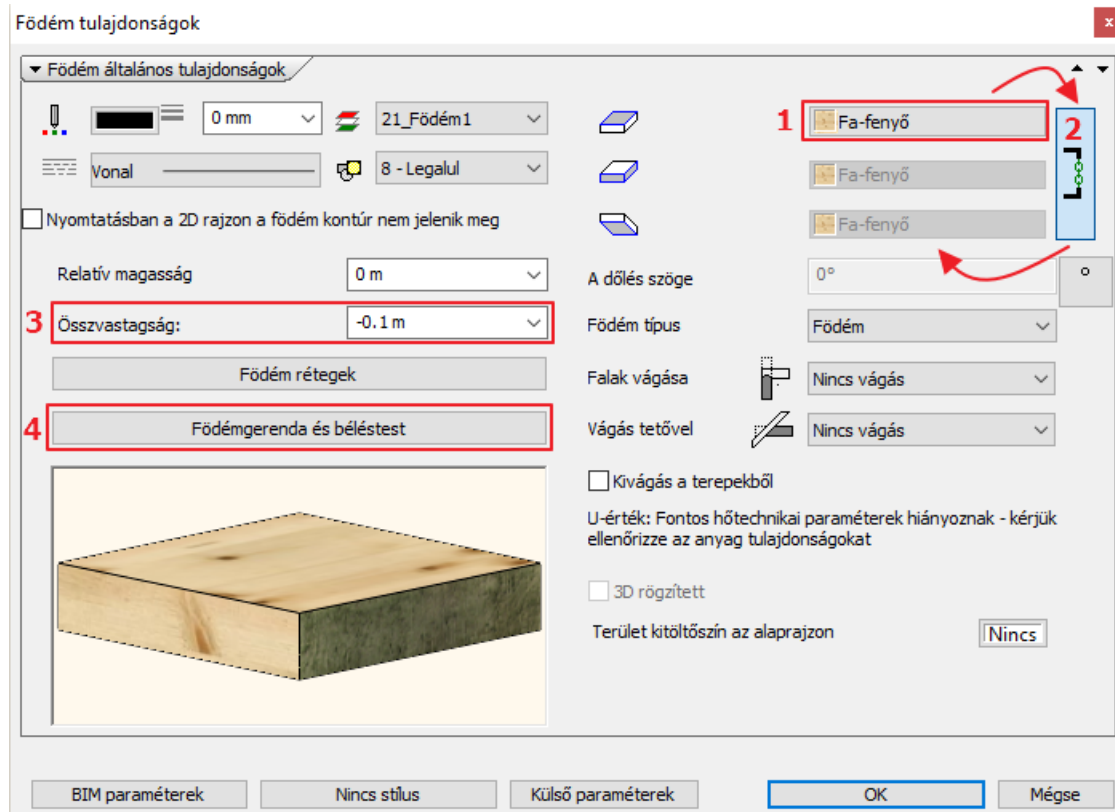 Födém tulajdonságok
x
Födém általános tulajdonságok
0 mm
21_Födém1
1
Fa-fenyő
2
Vonal
8 - Legalul
Fa-fenyő
Nyomtatásban a 2D rajzon a födém kontúr nem jelenik meg
Fa-fenyő
Relatív magasság
0 m
A dőlés szöge
0°
°
3
Összvastagság:
-0.1 m
Födém típus
Födém
Födém rétegek
Falak vágása
Nincs vágás
4
Födémgerenda és béléstest
Vágás tetővel
Nincs vágás
Kivágás a terepekből
U-érték: Fontos hőtechnikai paraméterek hiányoznak - kérjük
ellenőrizze az anyag tulajdonságokat
3D rögzített
Terület kitöltőszín az alaprajzon
Nincs
BIM paraméterek
Nincs stílus
Külső paraméterek
OK
Mégse